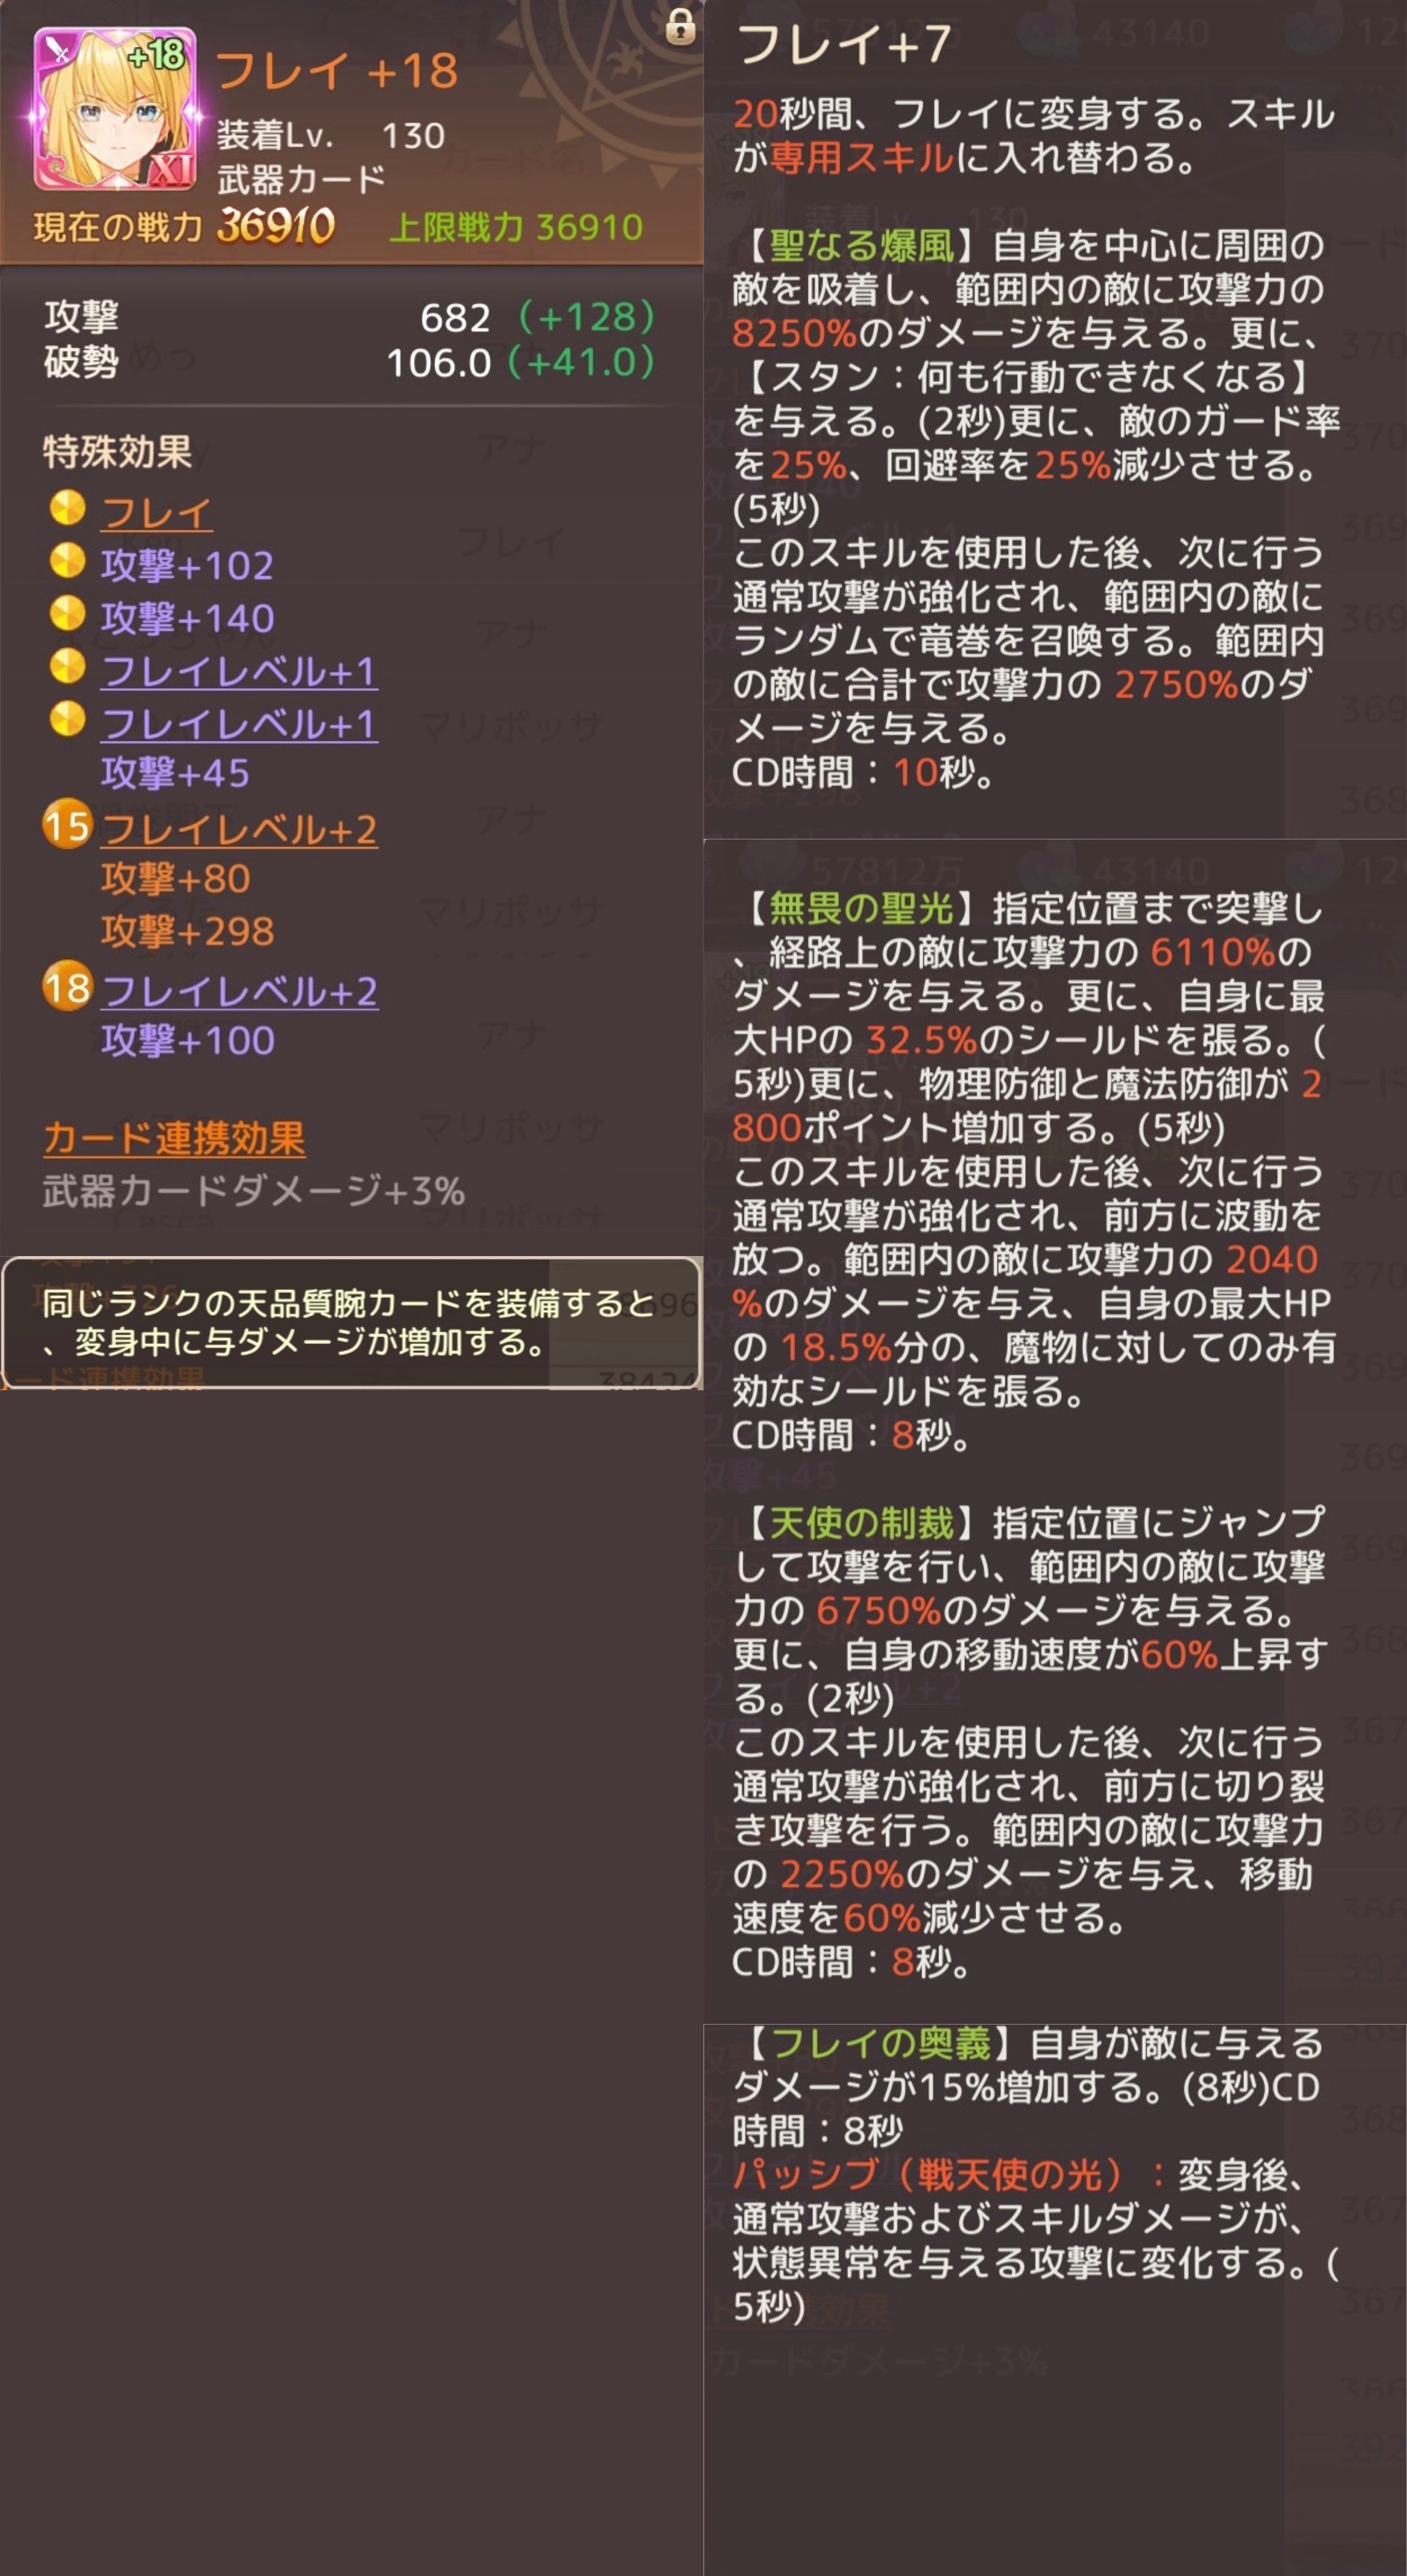 +18
XI
フレイ +18
装着Lv. 130
武器カード
現在の戦力 36910 上限戦力 36910
攻撃 682 (+128)
破勢 106.0 (+41.0)
特殊効果
フレイ
攻撃+102
攻撃+140
フレイレベル+1
フレイレベル+1
攻撃+45
15 フレイレベル+2
攻撃+80
攻撃+298
18 フレイレベル+2
攻撃+100
カード連携効果
武器カードダメージ+3%
同じランクの天品質腕カードを装備すると
、変身中に与ダメージが増加する。
フレイ+7
20秒間、フレイに変身する。スキル
が専用スキルに入れ替わる。
【聖なる爆風】自身を中心に周囲の
敵を吸着し、範囲内の敵に攻撃力の
8250%のダメージを与える。更に、
【スタン：何も行動できなくなる】
を与える。(2秒)更に、敵のガード率
を25%、回避率を25%減少させる。
(5秒)
このスキルを使用した後、次に行う
通常攻撃が強化され、範囲内の敵に
ランダムで竜巻を召喚する。範囲内
の敵に合計で攻撃力の 2750%のダ
メージを与える。
CD時間：10秒。
【無畏の聖光】指定位置まで突撃し
、経路上の敵に攻撃力の 6110%の
ダメージを与える。更に、自身に最
大HPの 32.5%のシールドを張る。(
5秒)更に、物理防御と魔法防御が 2
800ポイント増加する。(5秒)
このスキルを使用した後、次に行う
通常攻撃が強化され、前方に波動を
放つ。範囲内の敵に攻撃力の 2040
%のダメージを与え、自身の最大HP
の 18.5%分の、魔物に対してのみ有
効なシールドを張る。
CD時間：8秒。
【天使の制裁】指定位置にジャンプ
して攻撃を行い、範囲内の敵に攻撃
力の 6750%のダメージを与える。
更に、自身の移動速度が60%上昇す
る。(2秒)
このスキルを使用した後、次に行う
通常攻撃が強化され、前方に切り裂
き攻撃を行う。範囲内の敵に攻撃力
の 2250%のダメージを与え、移動
速度を60%減少させる。
CD時間：8秒。
【フレイの奥義】自身が敵に与える
ダメージが15%増加する。(8秒)CD
時間：8秒
パッシブ（戦天使の光）：変身後、
通常攻撃およびスキルダメージが、
状態異常を与える攻撃に変化する。(
5秒)